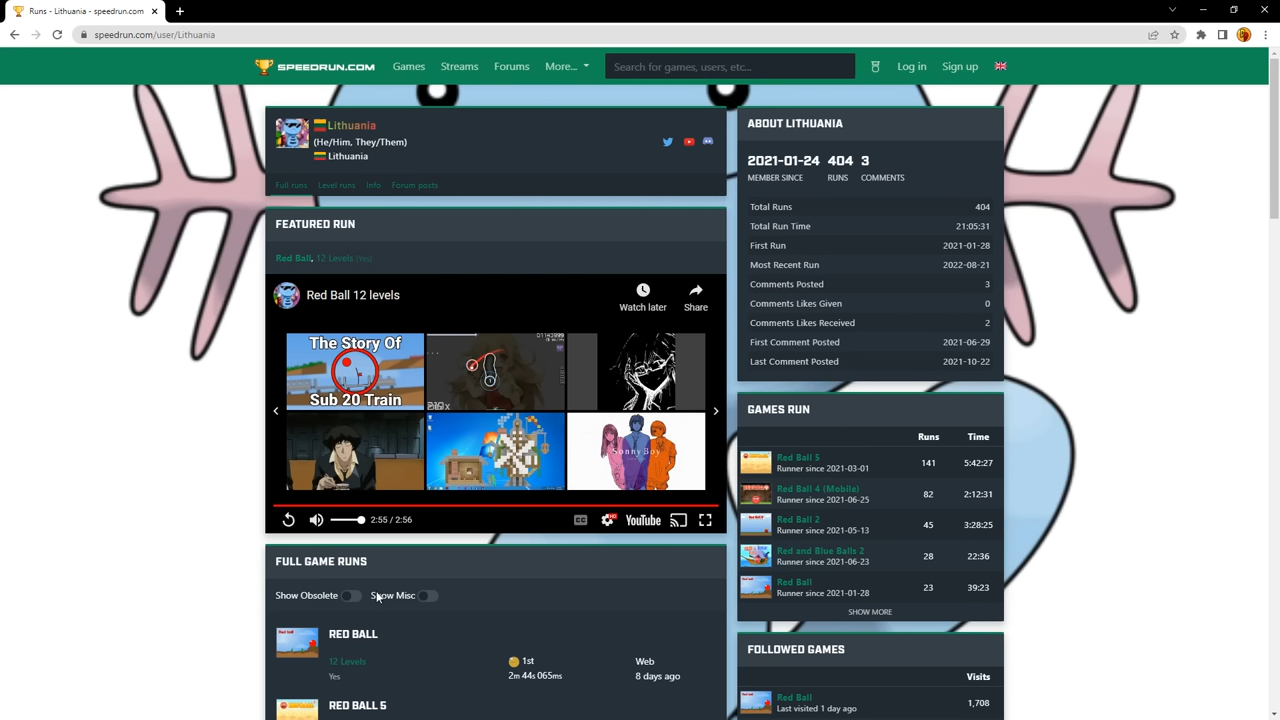 Runs - Lithuania - speedrun.com
speedrun.com/user/Lithuania
SPEEDRUN.COM
Games
Streams
Forums
More...
Search for games, users, etc...
Log in
Sign up
Lithuania
(He/Him, They/Them)
Lithuania
Full runs
Level runs
Info
Forum posts
FEATURED RUN
Red Ball, 12 Levels (Yes)
Red Ball 12 levels
Watch later
Share
The Story Of
Sub 20 Train
01143999
Sonny Boy
2:55 / 2:56
CC
HD
YouTube
FULL GAME RUNS
Show Obsolete
Show Misc
RED BALL
12 Levels
1st
Web
Yes
2m 44s 065ms
8 days ago
RED BALL 5
ABOUT LITHUANIA
2021-01-24 404 3
MEMBER SINCE RUNS COMMENTS
Total Runs 404
Total Run Time 21:05:31
First Run 2021-01-28
Most Recent Run 2022-08-21
Comments Posted 3
Comments Likes Given 0
Comments Likes Received 2
First Comment Posted 2021-06-29
Last Comment Posted 2021-10-22
GAMES RUN
Runs Time
Red Ball 5
Runner since 2021-03-01
141 5:42:27
Red Ball 4 (Mobile)
Runner since 2021-06-25
82 2:12:31
Red Ball 2
Runner since 2021-05-13
45 3:28:25
Red and Blue Balls 2
Runner since 2021-06-23
28 22:36
Red Ball
Runner since 2021-01-28
23 39:23
SHOW MORE
FOLLOWED GAMES
Visits
Red Ball
Last visited 1 day ago
1,708